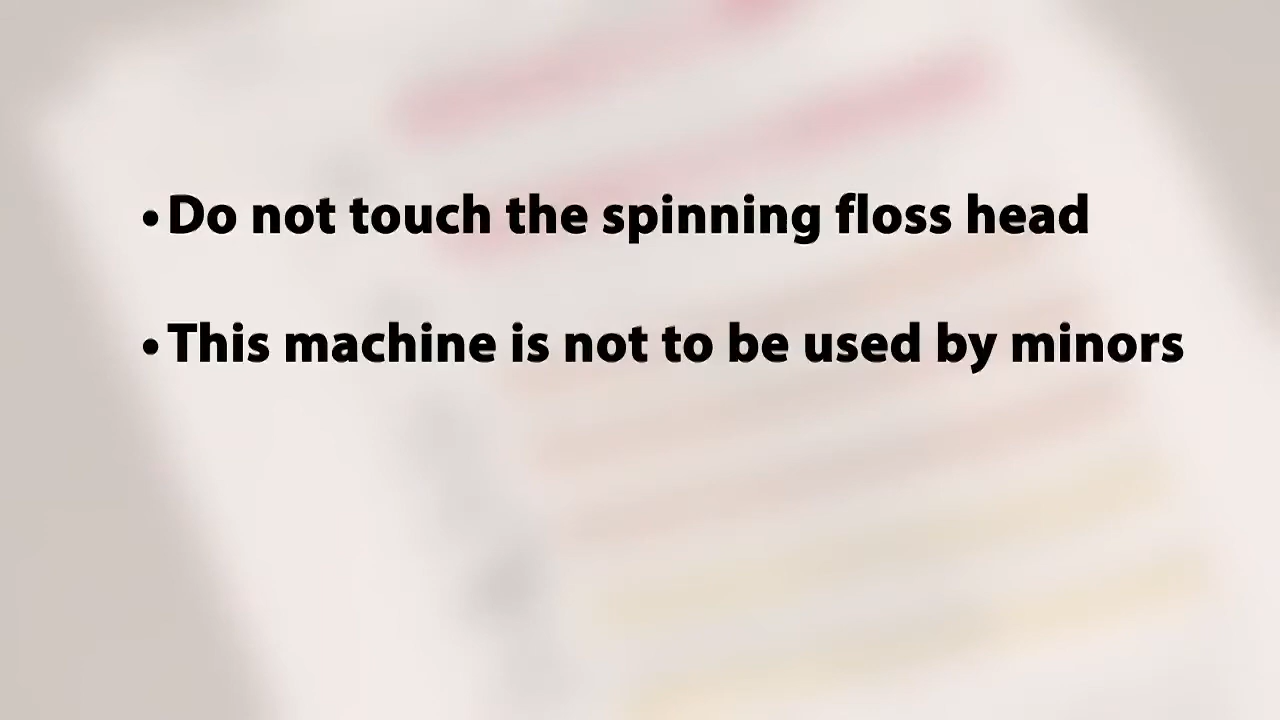 •Do not touch the spinning floss head
•This machine is not to be used by minors